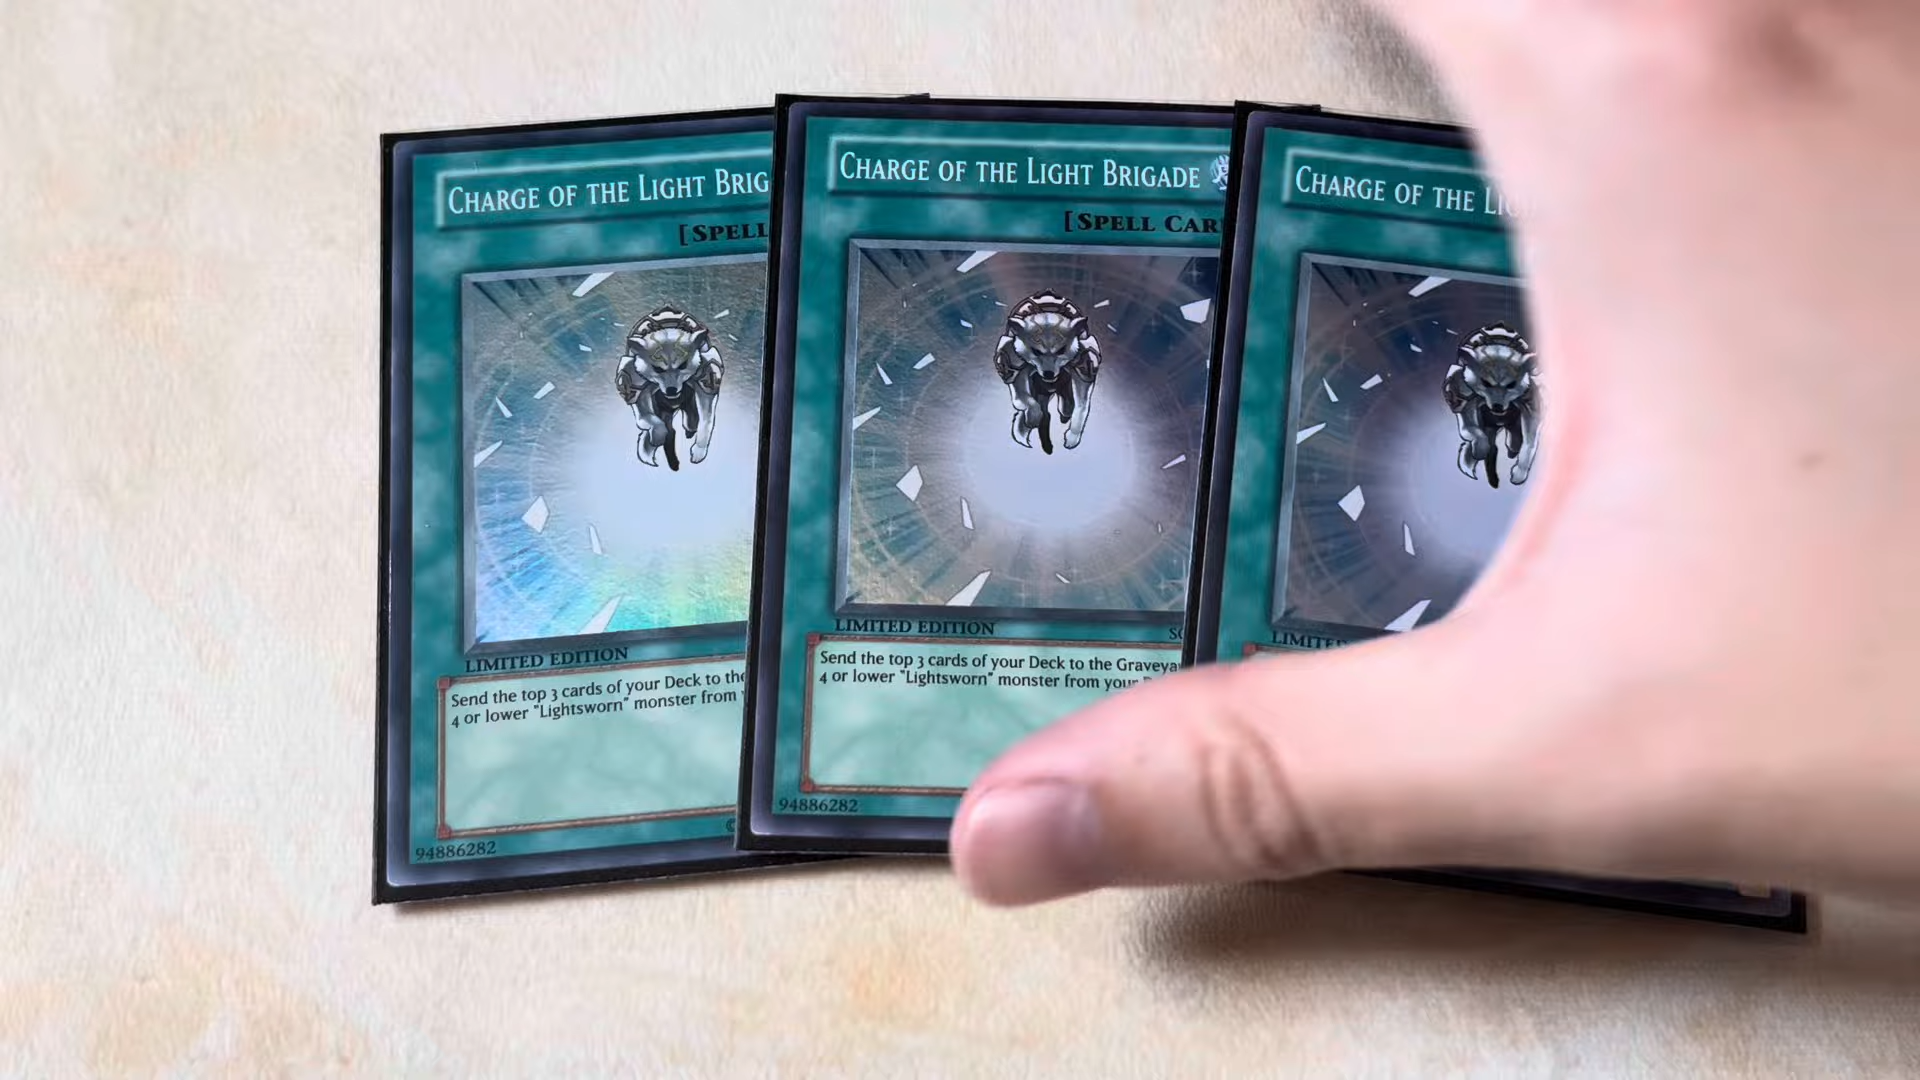 CHARGE OF THE LIGHT BRIG
[SPELL
LIMITED EDITION
Send the top 3 cards of your Deck to the
4 or lower "Lightsworn" monster from
94886282
CHARGE OF THE LIGHT BRIGADE
[SPELL CAR
LIMITED EDITION
Send the top 3 cards of your Deck to the Graveya
4 or lower "Lightsworn" monster from your
94886282
CHARGE OF THE LI
LIMITE